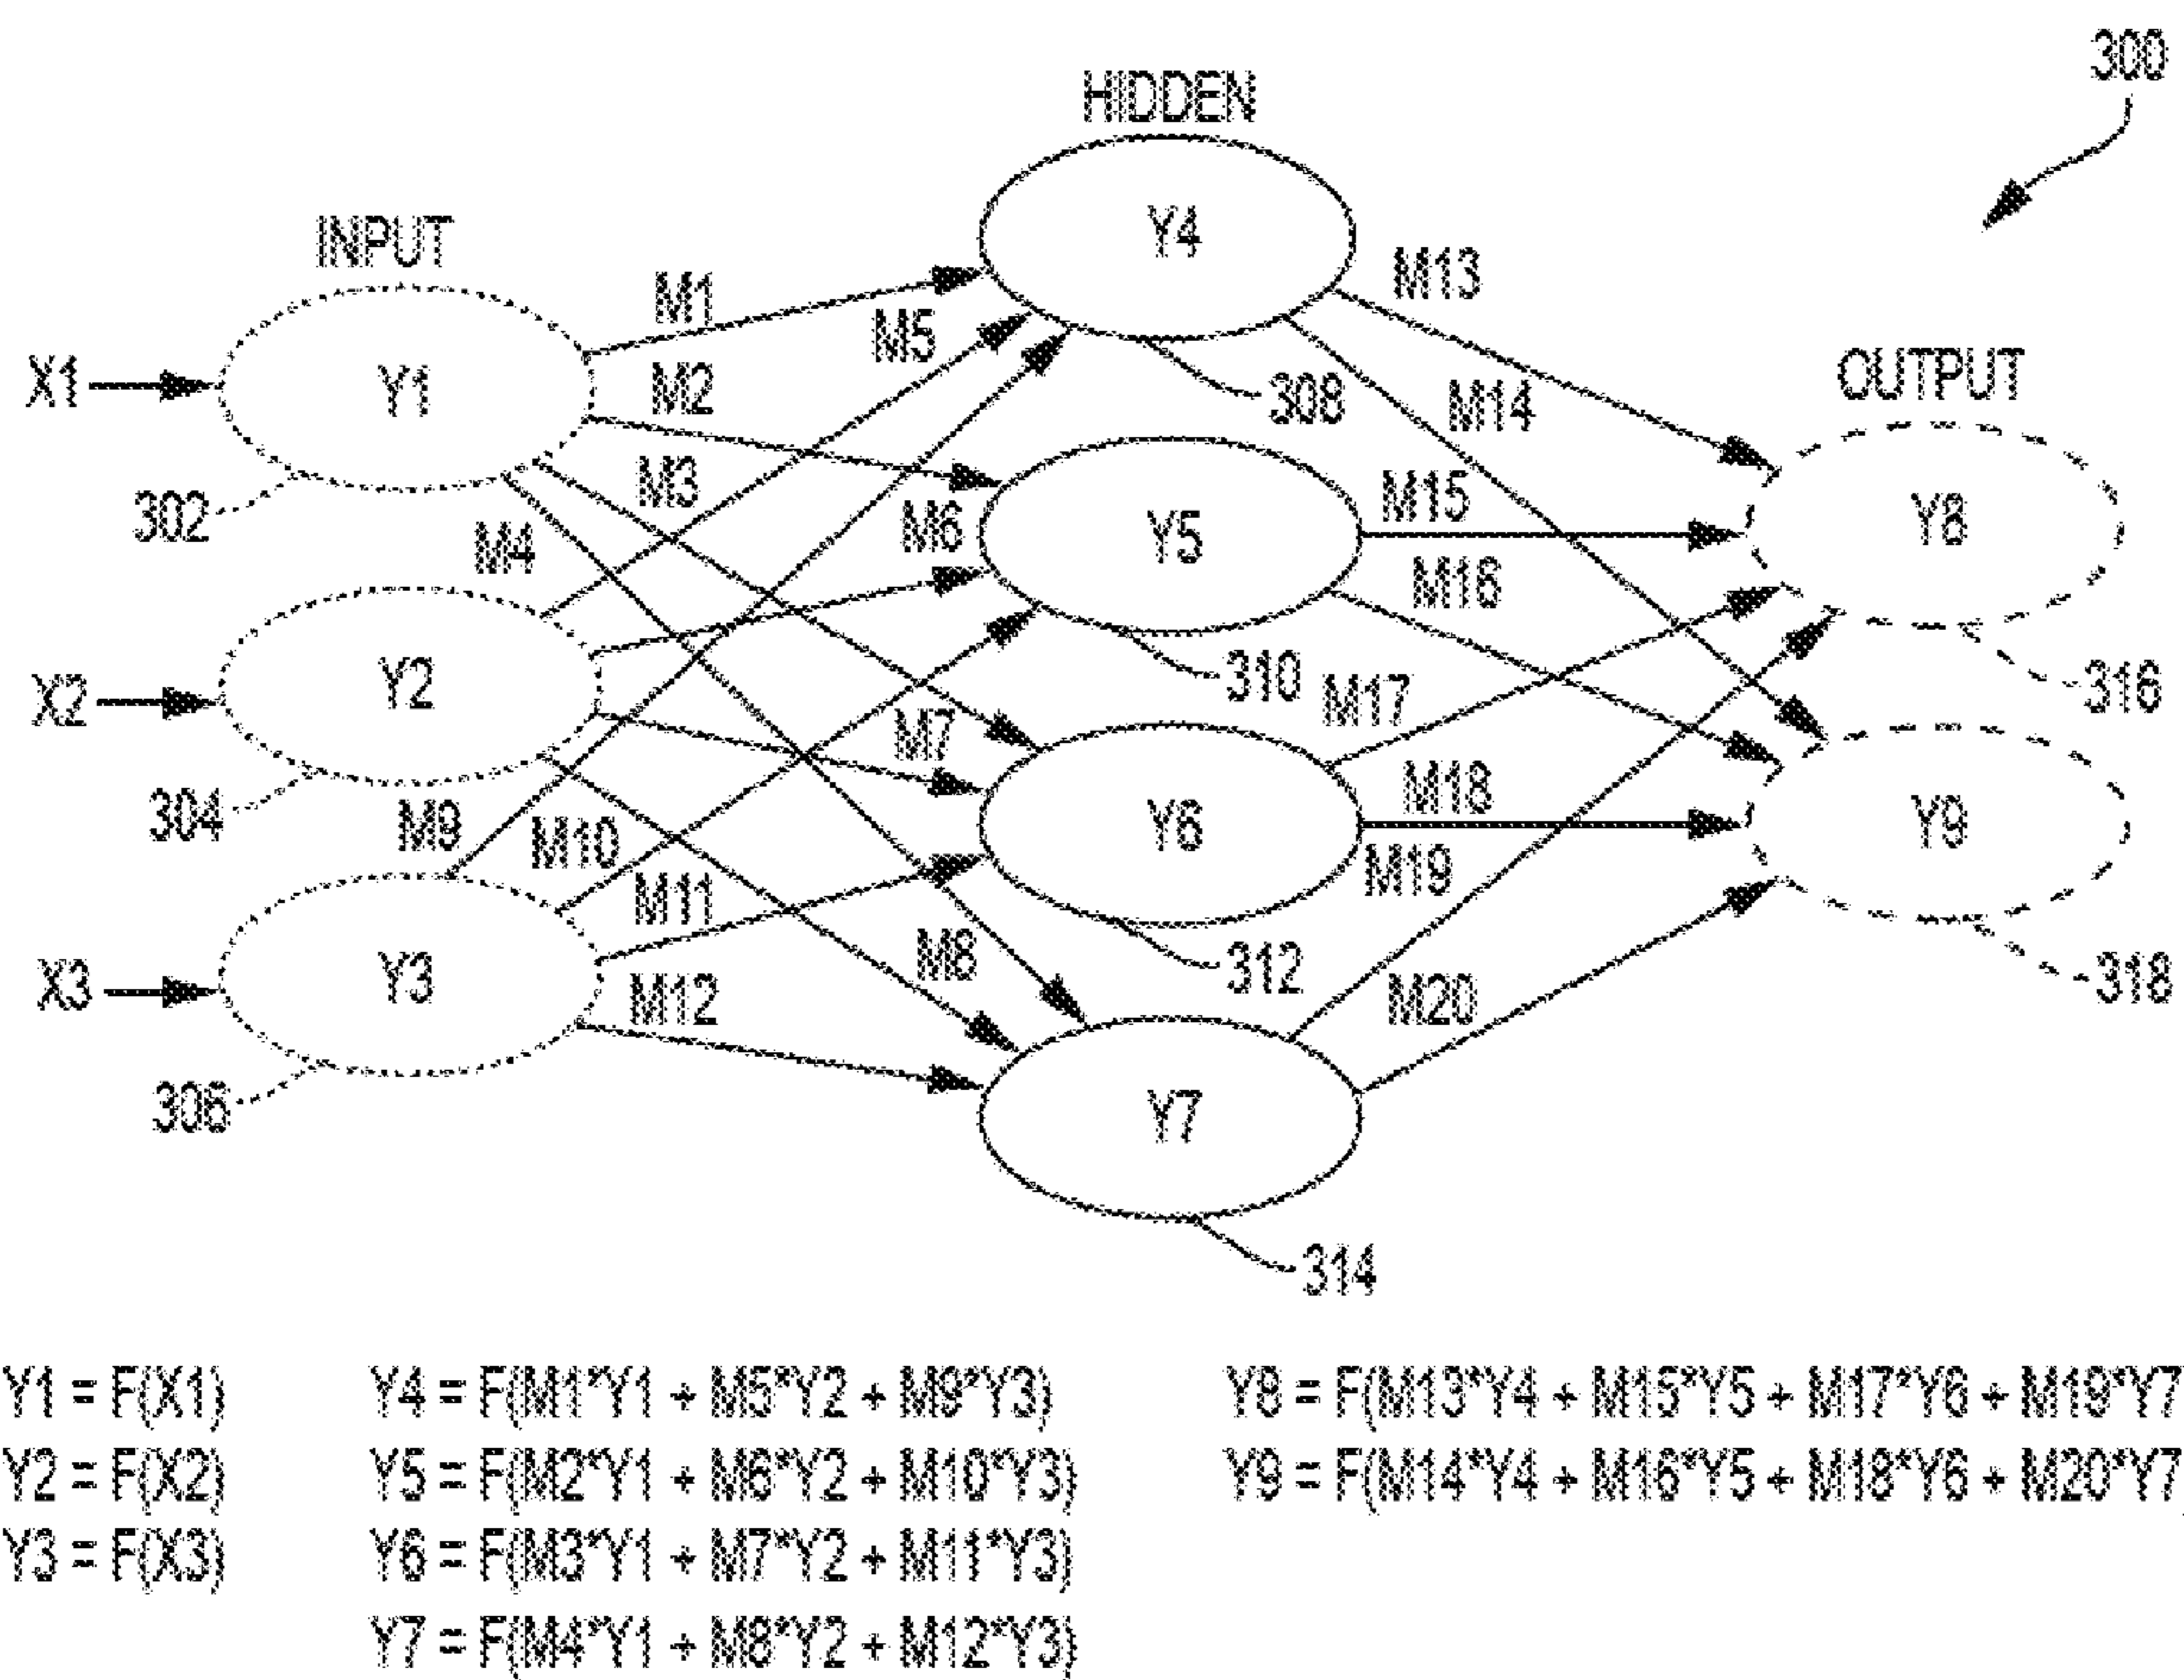 300
HIDDEN
INPUT
OUTPUT
X1
X2
X3
Y1
Y2
Y3
Y4
Y5
Y6
Y7
Y8
Y9
M1
M2
M3
M4
M5
M6
M7
M8
M9
M10
M11
M12
M13
M14
M15
M16
M17
M18
M19
M20
302
304
306
308
310
312
314
316
318
Y1 = F(X1)
Y2 = F(X2)
Y3 = F(X3)
Y4 = F(M1*Y1 + M5*Y2 + M9*Y3)
Y5 = F(M2*Y1 + M6*Y2 + M10*Y3)
Y6 = F(M3*Y1 + M7*Y2 + M11*Y3)
Y7 = F(M4*Y1 + M8*Y2 + M12*Y3)
Y8 = F(M13*Y4 + M15*Y5 + M17*Y6 + M19*Y7
Y9 = F(M14*Y4 + M16*Y5 + M18*Y6 + M20*Y7